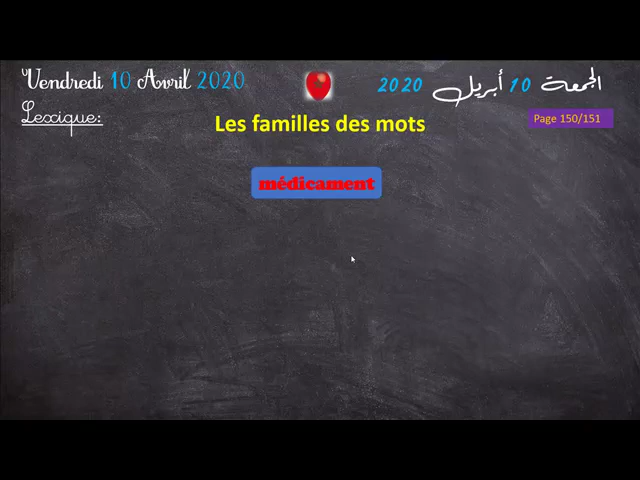 Vendredi 10 Avril 2020
الجمعة 10 أبريل 2020
Lexique:
Page 150/151
Les familles des mots
médicament